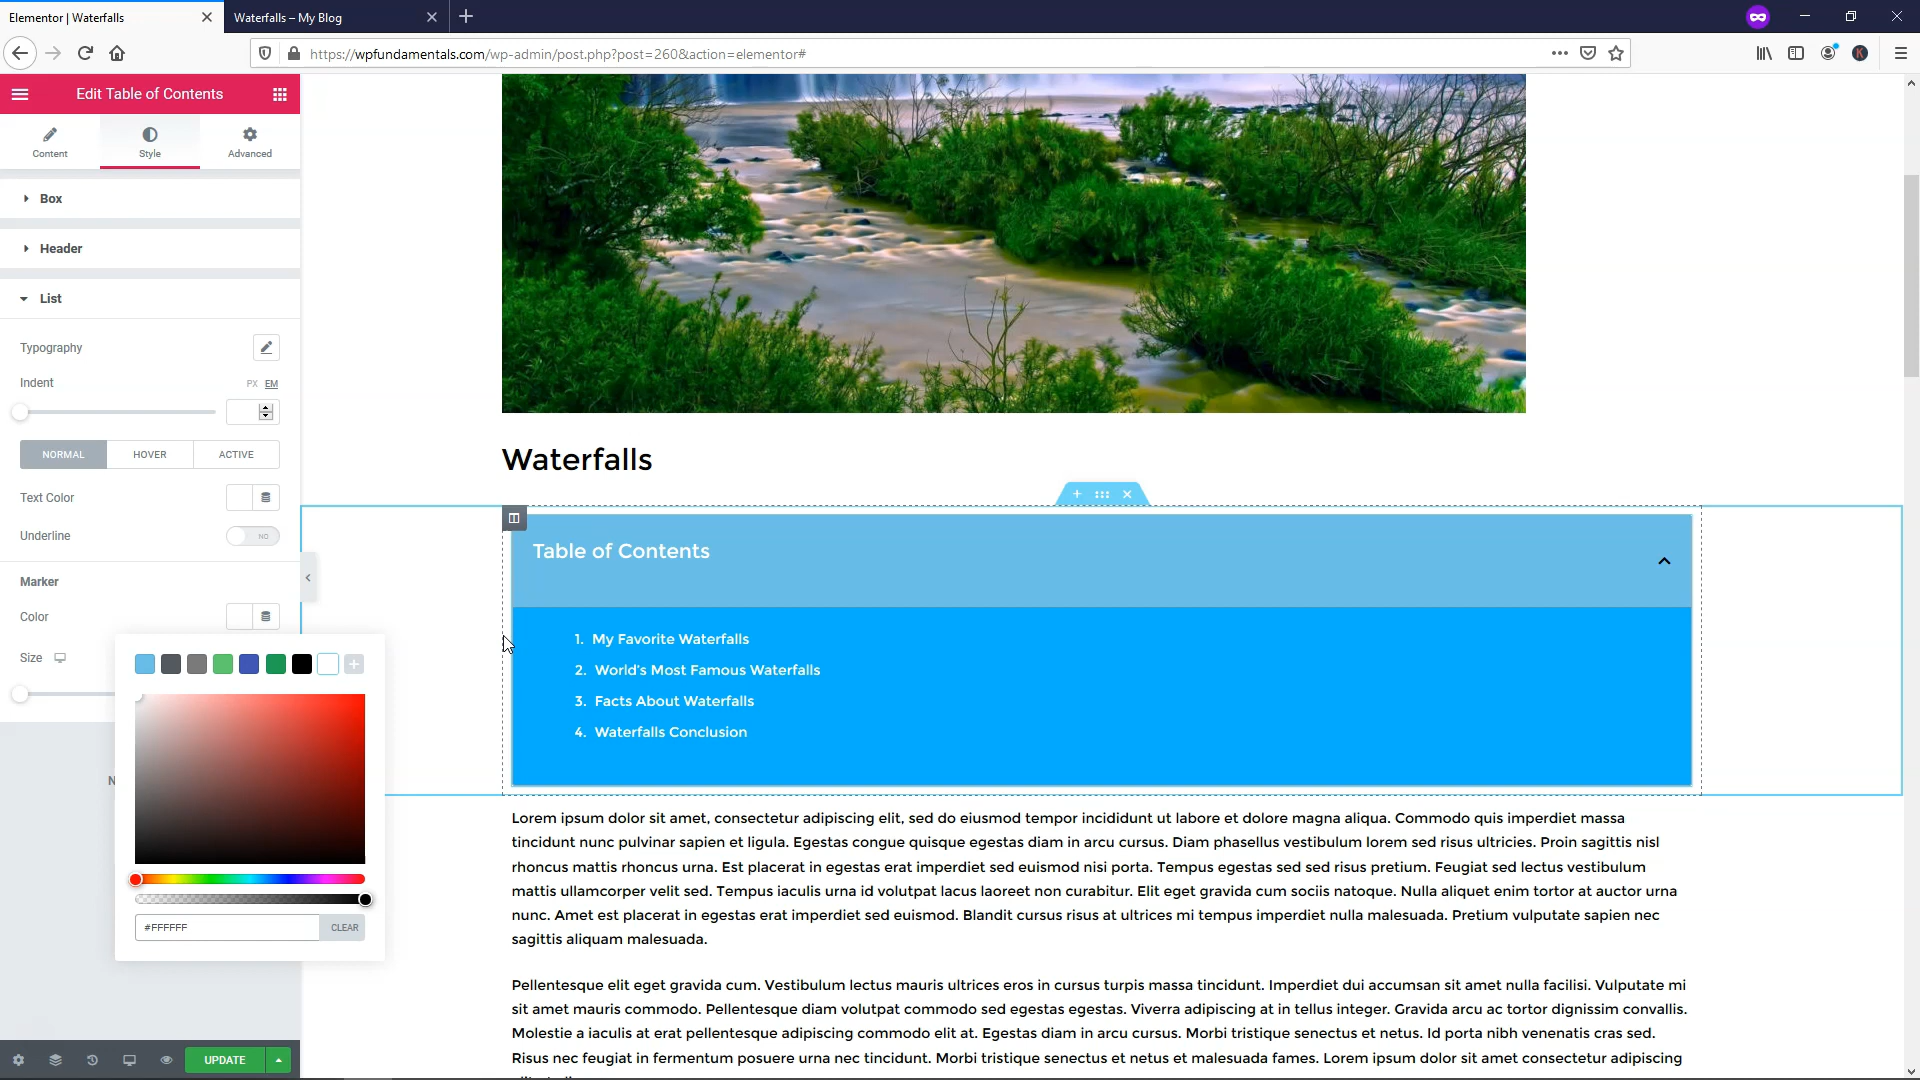 Elementor | Waterfalls
Waterfalls – My Blog
https://wpfundamentals.com/wp-admin/post.php?post=260&action=elementor#
Edit Table of Contents
Content
Style
Advanced
Box
Header
List
Typography
Indent
PX EM
NORMAL
HOVER
ACTIVE
Text Color
Underline
NO
Marker
Color
Size
N
#FFFFFF
CLEAR
UPDATE
K
Waterfalls
Table of Contents
1. My Favorite Waterfalls
2. World's Most Famous Waterfalls
3. Facts About Waterfalls
4. Waterfalls Conclusion
Lorem ipsum dolor sit amet, consectetur adipiscing elit, sed do eiusmod tempor incididunt ut labore et dolore magna aliqua. Commodo quis imperdiet massa
tincidunt nunc pulvinar sapien et ligula. Egestas congue quisque egestas diam in arcu cursus. Diam phasellus vestibulum lorem sed risus ultricies. Proin sagittis nisl
rhoncus mattis rhoncus urna. Est placerat in egestas erat imperdiet sed euismod nisi porta. Tempus egestas sed sed risus pretium. Feugiat sed lectus vestibulum
mattis ullamcorper velit sed. Tempus iaculis urna id volutpat lacus laoreet non curabitur. Elit eget gravida cum sociis natoque. Nulla aliquet enim tortor at auctor urna
nunc. Amet est placerat in egestas erat imperdiet sed euismod. Blandit cursus risus at ultrices mi tempus imperdiet nulla malesuada. Pretium vulputate sapien nec
sagittis aliquam malesuada.
Pellentesque elit eget gravida cum. Vestibulum lectus mauris ultrices eros in cursus turpis massa tincidunt. Imperdiet dui accumsan sit amet nulla facilisi. Vulputate mi
sit amet mauris commodo. Pellentesque diam volutpat commodo sed egestas egestas. Viverra adipiscing at in tellus integer. Gravida arcu ac tortor dignissim convallis.
Molestie a iaculis at erat pellentesque adipiscing commodo elit at. Egestas diam in arcu cursus. Morbi tristique senectus et netus. Id porta nibh venenatis cras sed.
Risus nec feugiat in fermentum posuere urna nec tincidunt. Morbi tristique senectus et netus et malesuada fames. Lorem ipsum dolor sit amet consectetur adipiscing